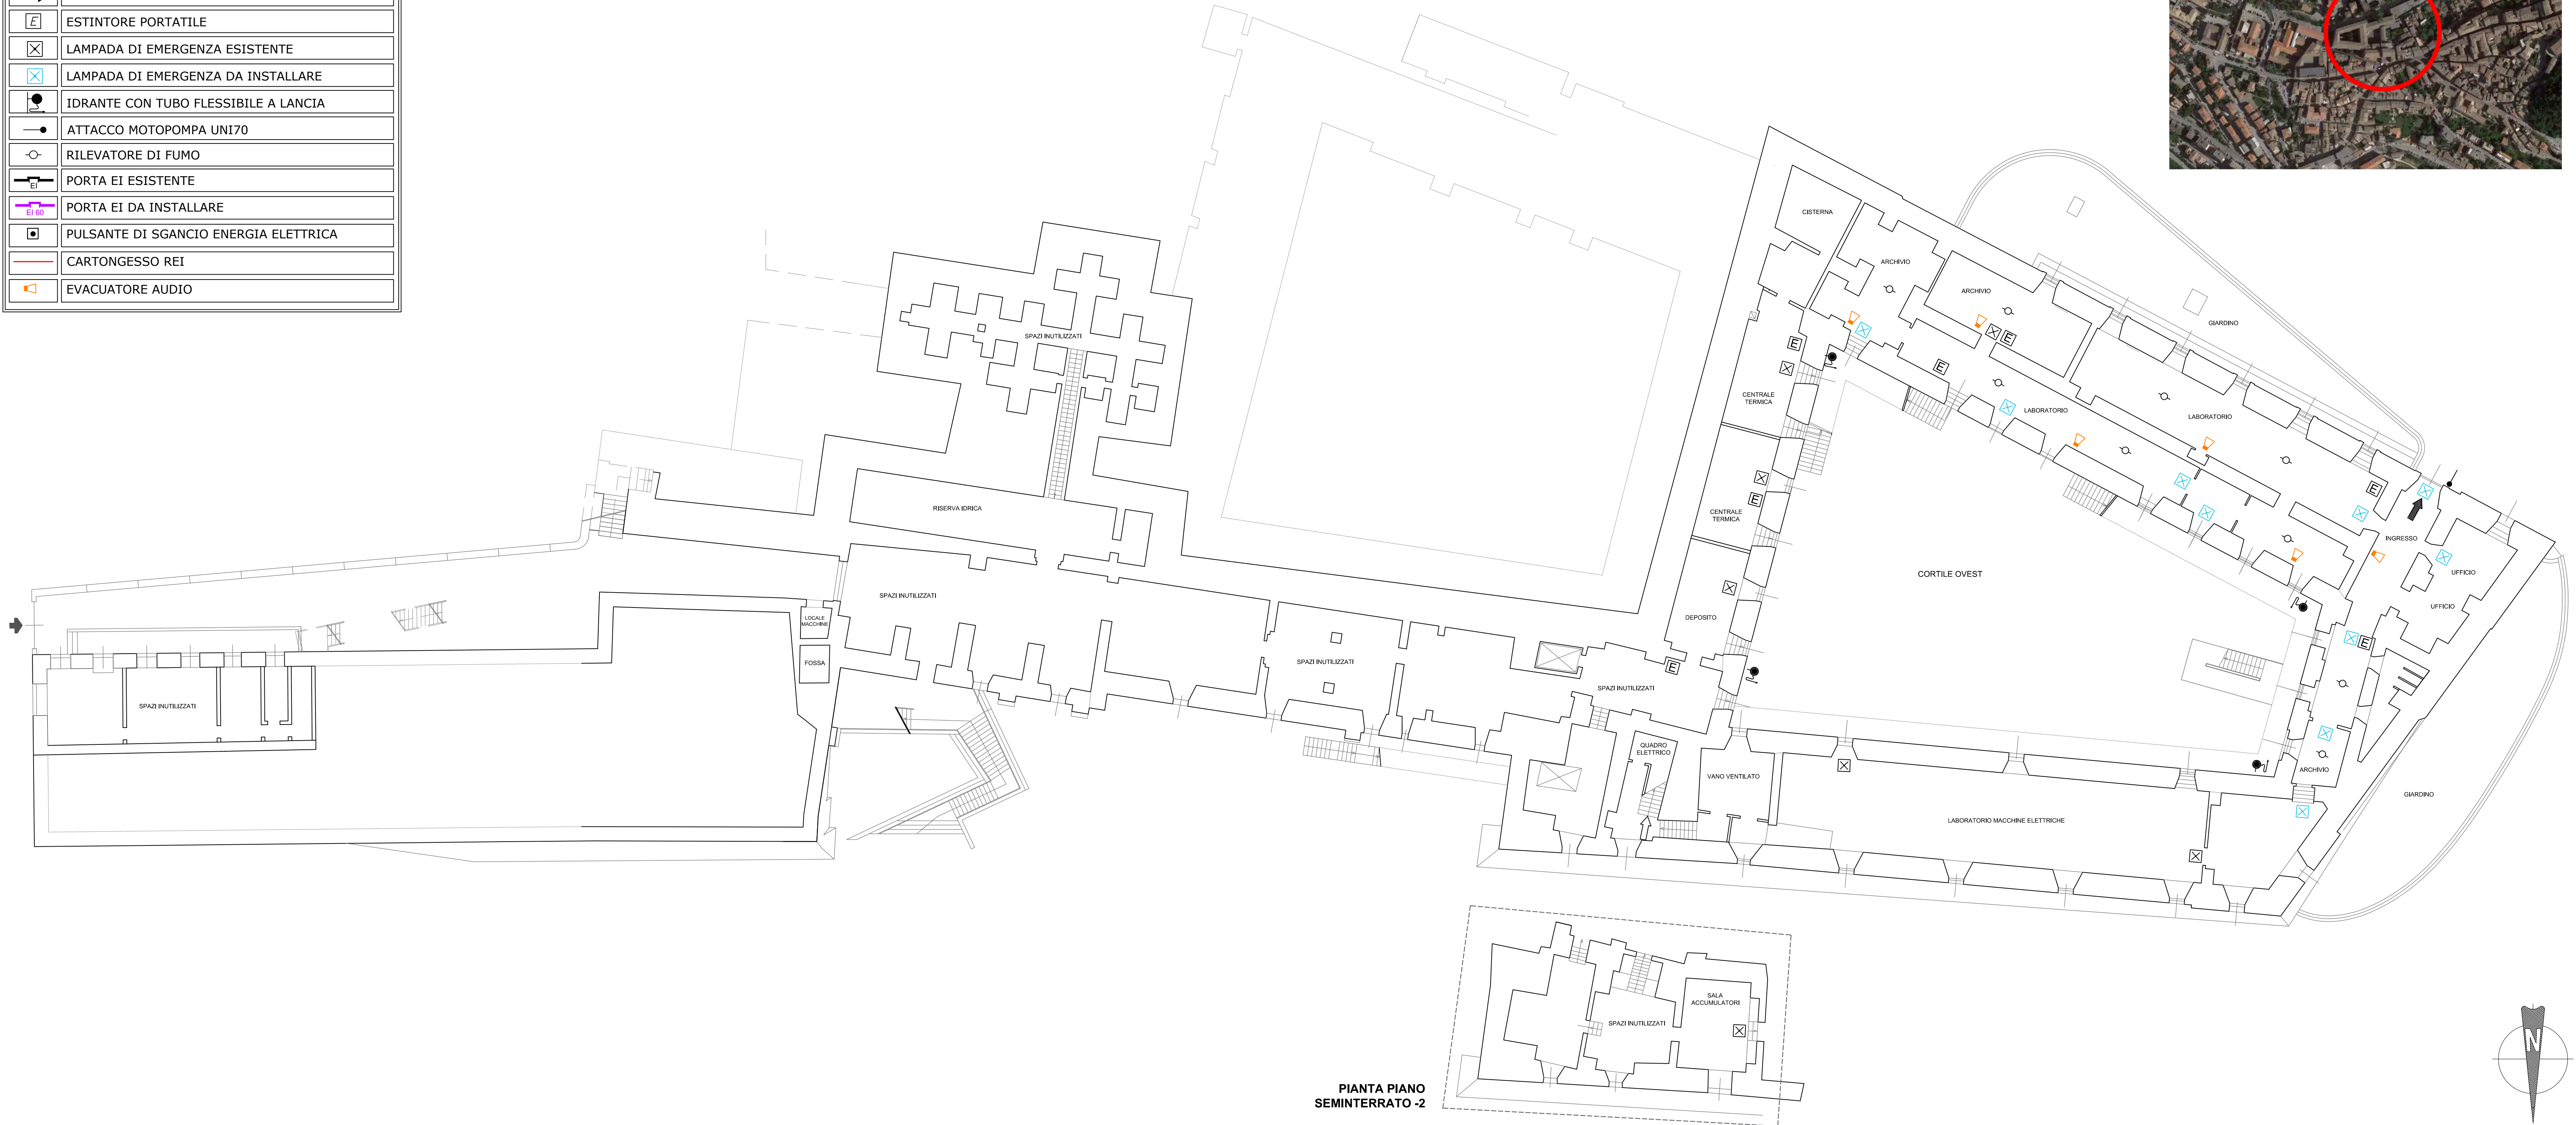 E
ESTINTORE PORTATILE
LAMPADA DI EMERGENZA ESISTENTE
LAMPADA DI EMERGENZA DA INSTALLARE
IDRANTE CON TUBO FLESSIBILE A LANCIA
ATTACCO MOTOPOMPA UNI70
RILEVATORE DI FUMO
EI
PORTA EI ESISTENTE
EI 60
PORTA EI DA INSTALLARE
PULSANTE DI SGANCIO ENERGIA ELETTRICA
CARTONGESSO REI
EVACUATORE AUDIO
CISTERNA
ARCHIVIO
ARCHIVIO
GIARDINO
SPAZI INUTILIZZATI
E
E
E
CENTRALE
TERMICA
LABORATORIO
LABORATORIO
E
E
CENTRALE
TERMICA
RISERVA IDRICA
INGRESSO
UFFICIO
CORTILE OVEST
SPAZI INUTILIZZATI
UFFICIO
LOCALE
MACCHINE
DEPOSITO
E
FOSSA
SPAZI INUTILIZZATI
E
SPAZI INUTILIZZATI
SPAZI INUTILIZZATI
QUADRO
ELETTRICO
VANO VENTILATO
ARCHIVIO
GIARDINO
LABORATORIO MACCHINE ELETTRICHE
SALA
ACCUMULATORI
SPAZI INUTILIZZATI
N
PIANTA PIANO
SEMINTERRATO -2